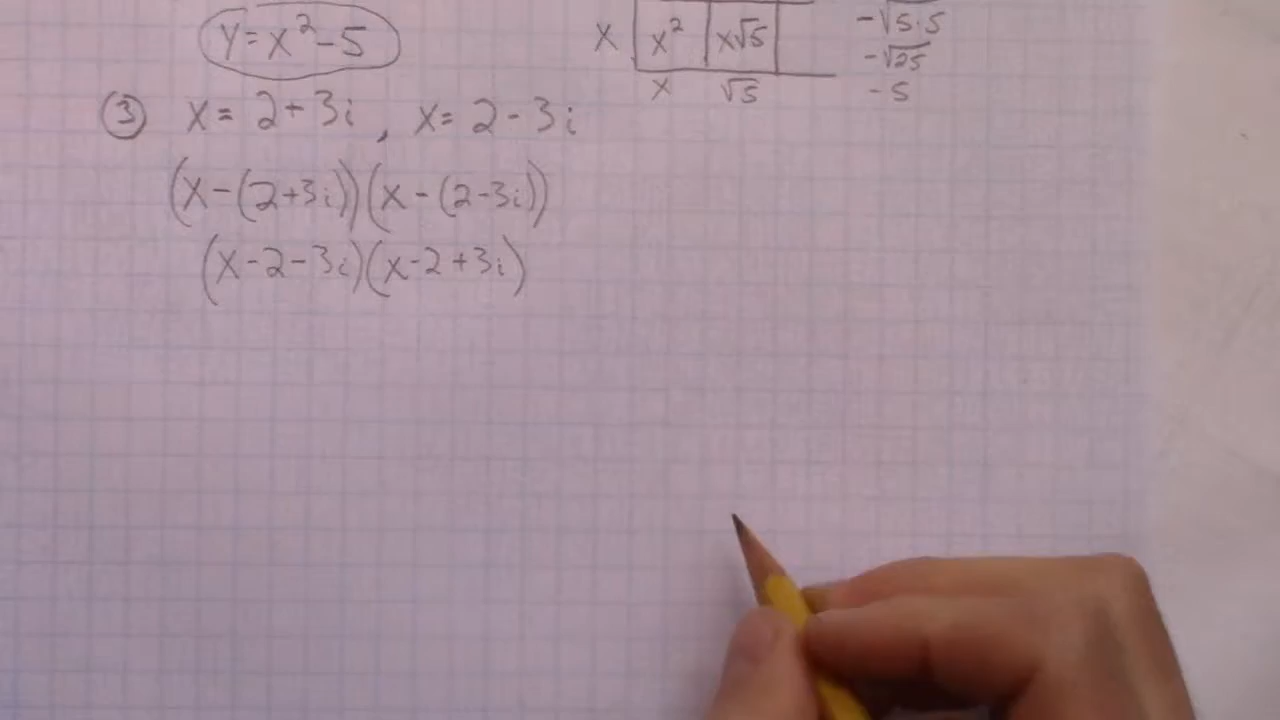 y=x²-5
x x² x√5
x √5
-√5·5
-√25
-5
③ x=2+3i, x=2-3i
(x-(2+3i))(x-(2-3i))
(x-2-3i)(x-2+3i)